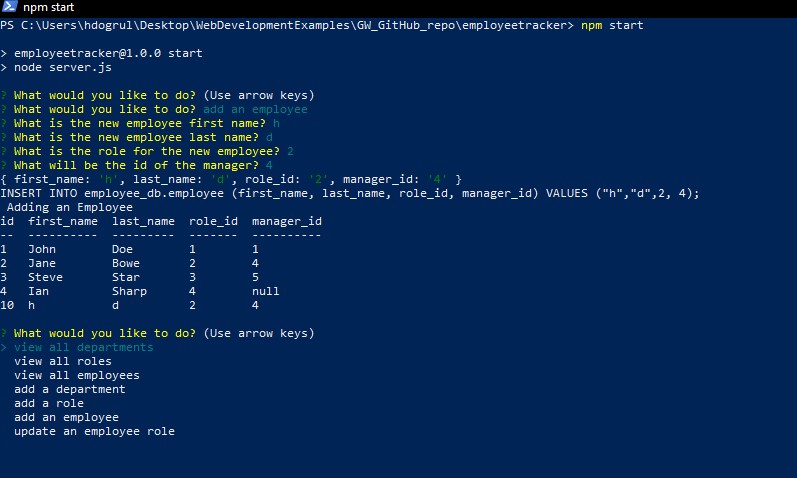 npm start
PS C:\Users\hdogrul\Desktop\WebDevelopmentExamples\GW_GitHub_repo\employeetracker> npm start
> employeetracker@1.0.0 start
> node server.js
? What would you like to do? (Use arrow keys)
? What would you like to do? add an employee
? What is the new employee first name? h
? What is the new employee last name? d
? What is the role for the new employee? 2
? What will be the id of the manager? 4
{ first_name: 'h', last_name: 'd', role_id: '2', manager_id: '4' }
INSERT INTO employee_db.employee (first_name, last_name, role_id, manager_id) VALUES ("h","d",2, 4);
Adding an Employee
id  first_name  last_name  role_id  manager_id
--  ----------  ---------  -------  ----------
1   John        Doe        1        1
2   Jane        Bowe       2        4
3   Steve       Star       3        5
4   Ian         Sharp      4        null
10  h           d          2        4
? What would you like to do? (Use arrow keys)
> view all departments
view all roles
view all employees
add a department
add a role
add an employee
update an employee role